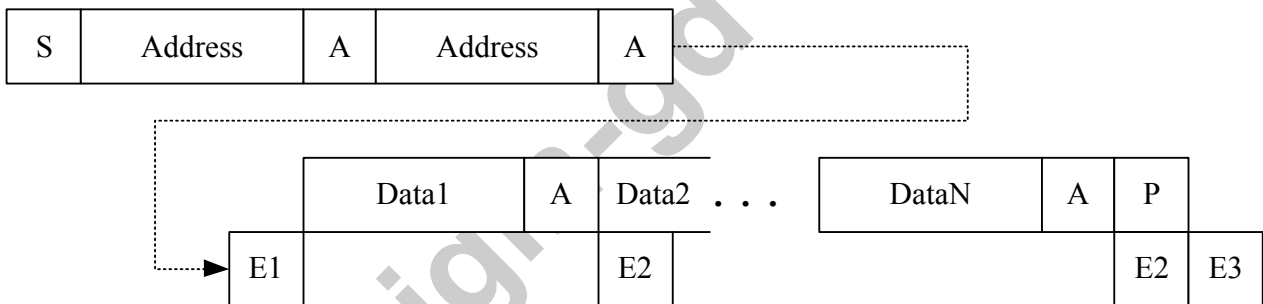 S Address A Address A
Data1 A Data2 . . . DataN A P
E1 E2 E2 E3